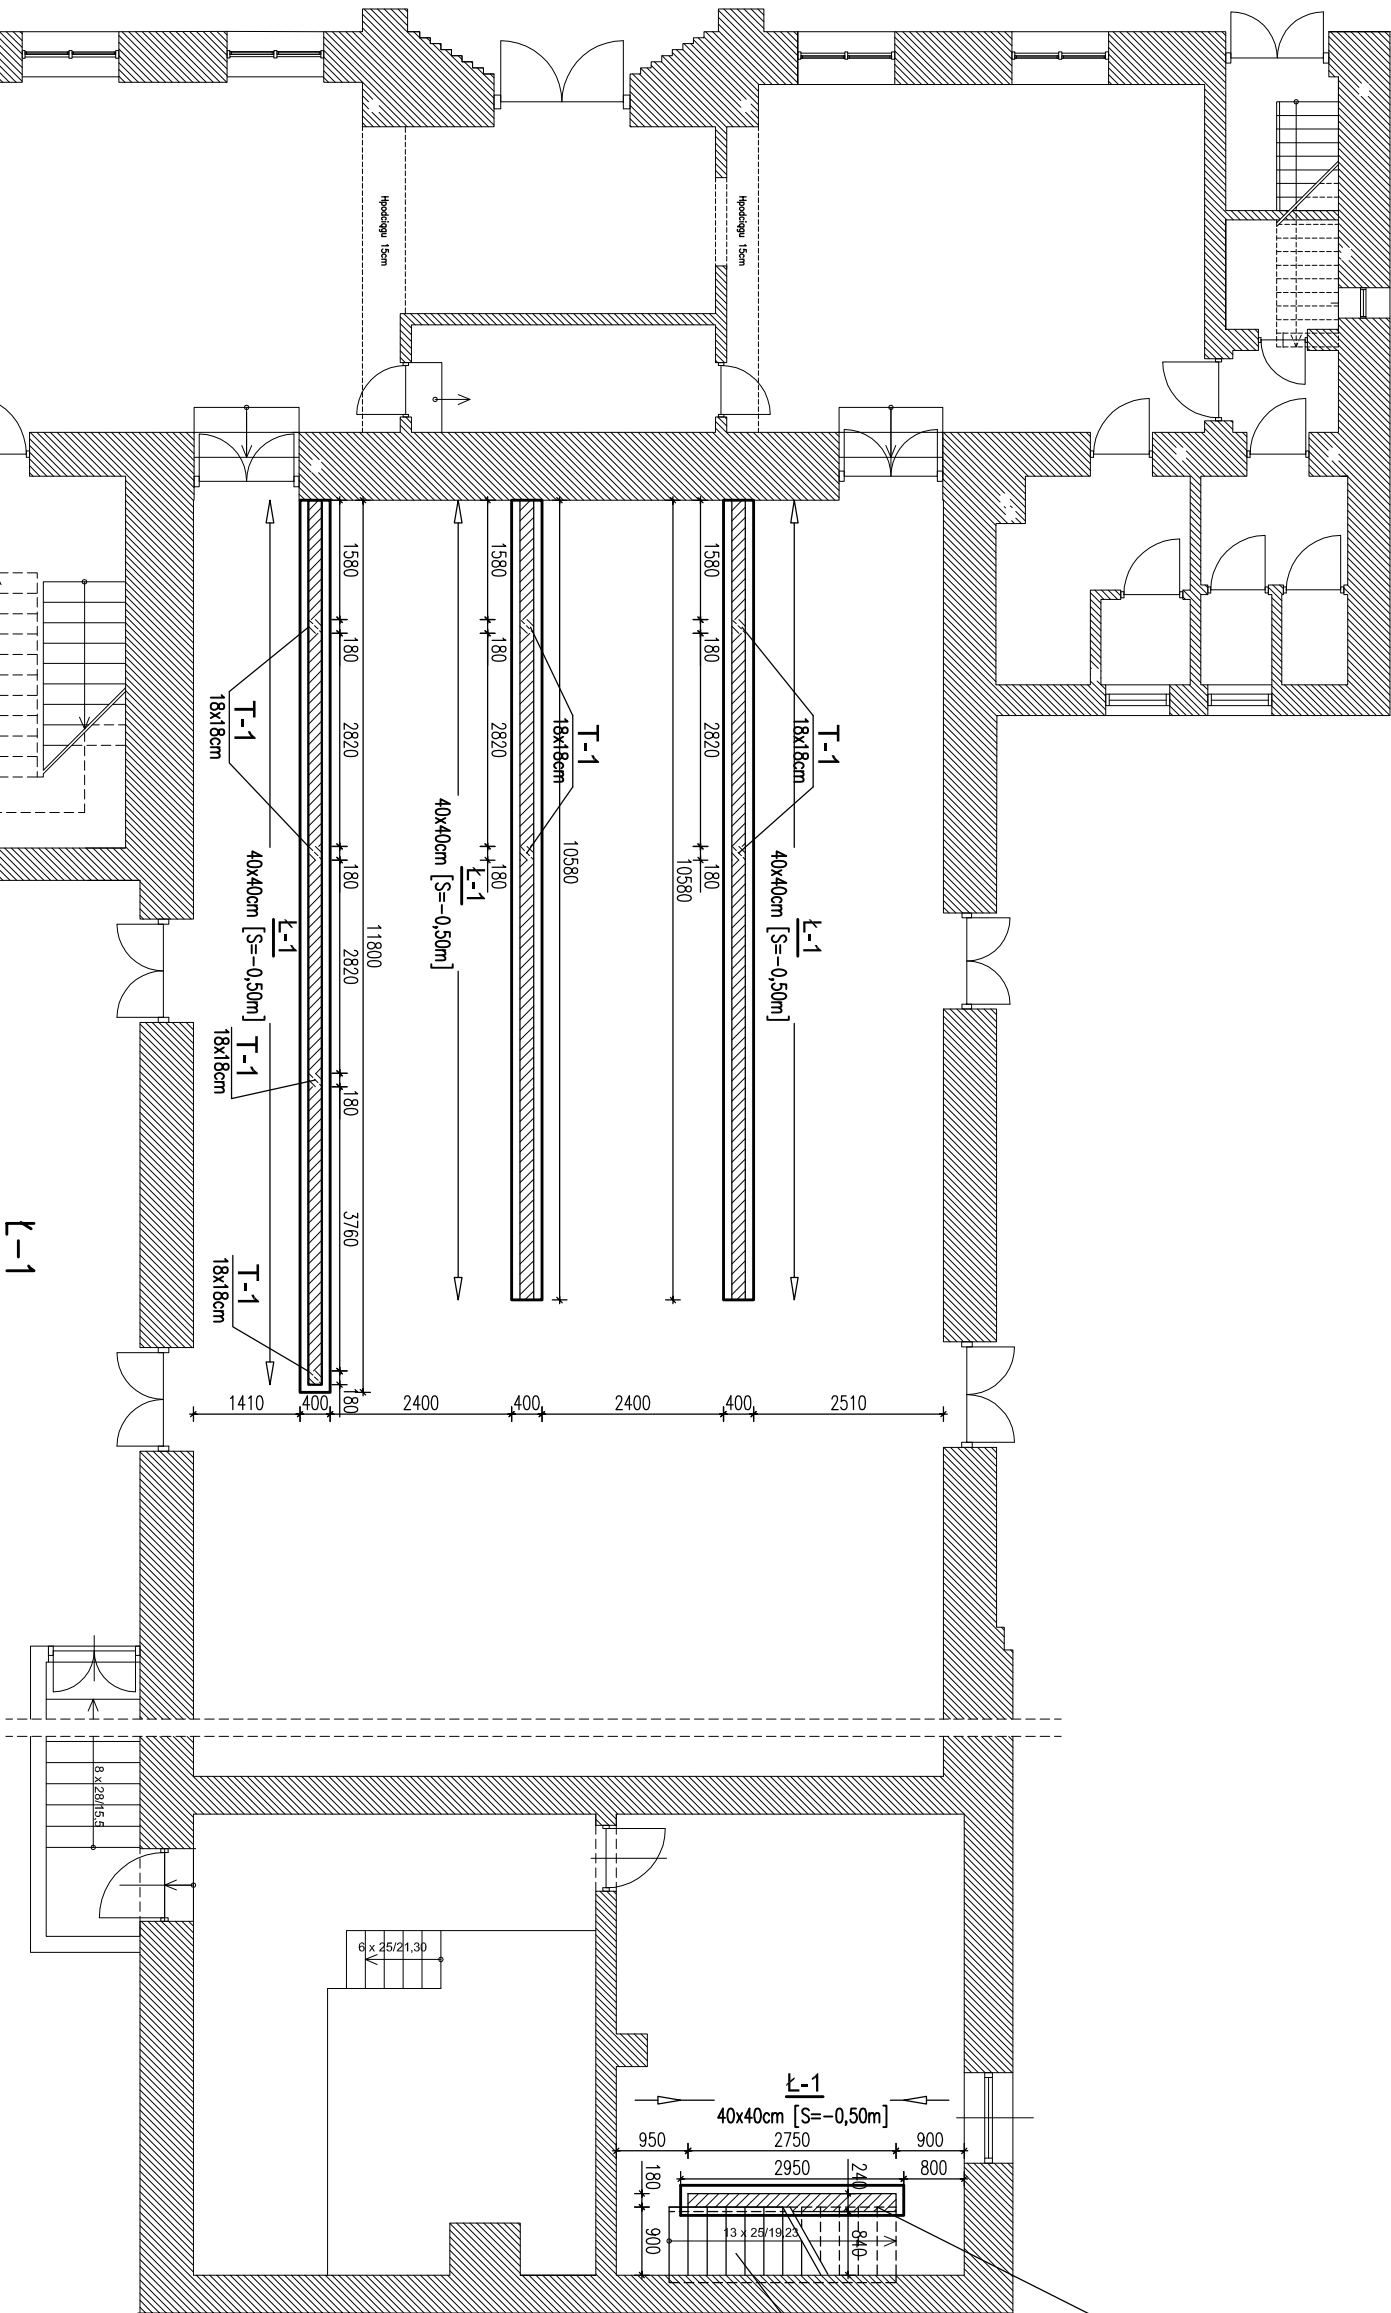 Hpodciągu 15cm
Hpodciągu 15cm
1580
180
2820
180
10580
1580
180
2820
180
10580
1580
180
2820
180
2820
180
3760
180
11800
T-1
18x18cm
T-1
18x18cm
T-1
18x18cm
T-1
18x18cm
T-1
18x18cm
Ł-1
40x40cm [S=-0,50m]
Ł-1
40x40cm [S=-0,50m]
Ł-1
40x40cm [S=-0,50m]
1410
400
2400
400
2400
400
2510
Ł-1
8 x 28/15,5
6 x 25/21,30
Ł-1
40x40cm [S=-0,50m]
950
2750
900
2950
800
180
240
900
840
13 x 25/19,23